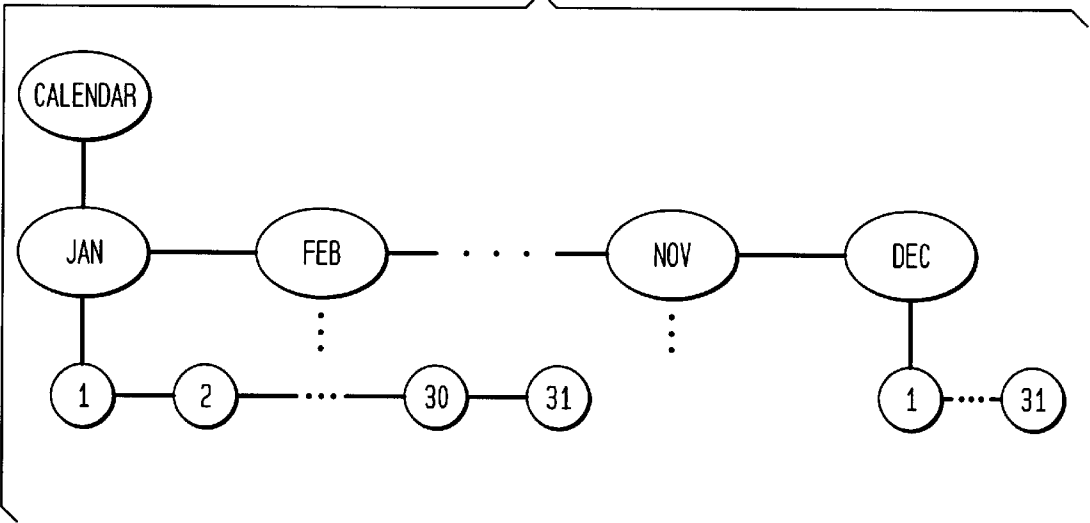 CALENDAR
JAN FEB . . . . NOV DEC
1 2 ... 30 31 1 ... 31